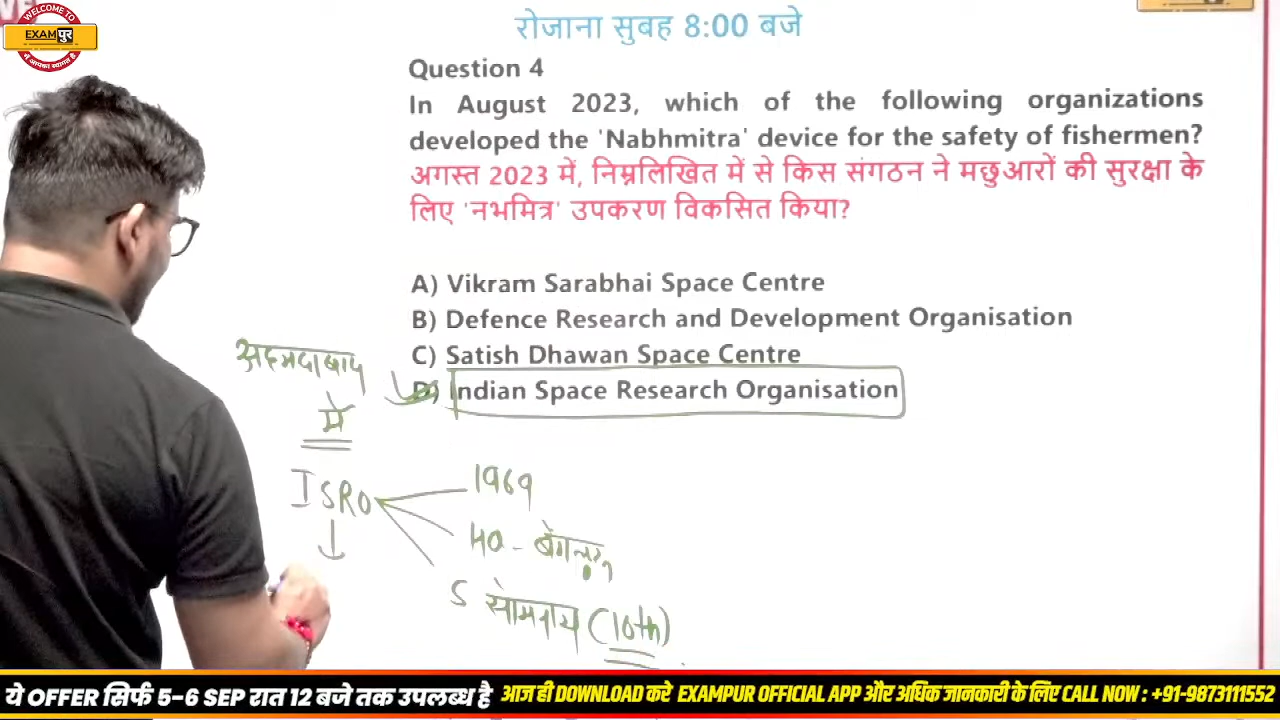 WELCOME TO
EXAMपुर
में आपका स्वागत है
रोजाना सुबह 8:00 बजे
Question 4
In August 2023, which of the following organizations
developed the 'Nabhmitra' device for the safety of fishermen?
अगस्त 2023 में, निम्नलिखित में से किस संगठन ने मछुआरों की सुरक्षा के
लिए 'नभमित्र' उपकरण विकसित किया?
A) Vikram Sarabhai Space Centre
B) Defence Research and Development Organisation
C) Satish Dhawan Space Centre
D) Indian Space Research Organisation
अहमदाबाद
में
ISRO
1969
HQ - बेंगलुरु
S सोमनाथ (10th)
ये OFFER सिर्फ 5-6 SEP रात 12 बजे तक उपलब्ध है
आज ही DOWNLOAD करे EXAMPUR OFFICIAL APP और अधिक जानकारी के लिए CALL NOW : +91-9873111552